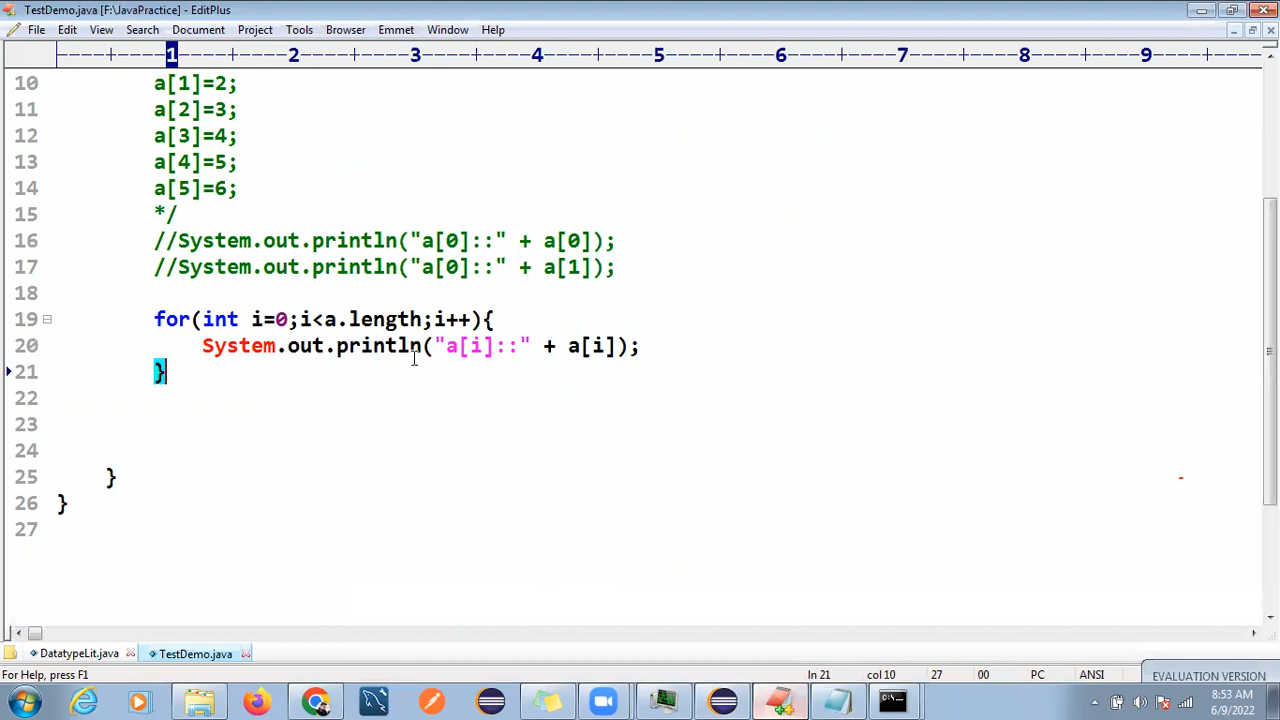 TestDemo.java [F:\JavaPractice] - EditPlus
File Edit View Search Document Project Tools Browser Emmet Window Help
----+----1----+----2----+----3----+----4----+----5----+----6----+----7----+----8----+----9----+
10 a[1]=2;
11 a[2]=3;
12 a[3]=4;
13 a[4]=5;
14 a[5]=6;
15 */
16 //System.out.println("a[0]::" + a[0]);
17 //System.out.println("a[0]::" + a[1]);
18
19 for(int i=0;i<a.length;i++){
20 System.out.println("a[i]::" + a[i]);
21 }
22
23
24
25 }
26 }
27
DatatypeLit.java TestDemo.java
For Help, press F1 ln 21 col 10 27 00 PC ANSI EVALUATION VERSION
8:53 AM
6/9/2022